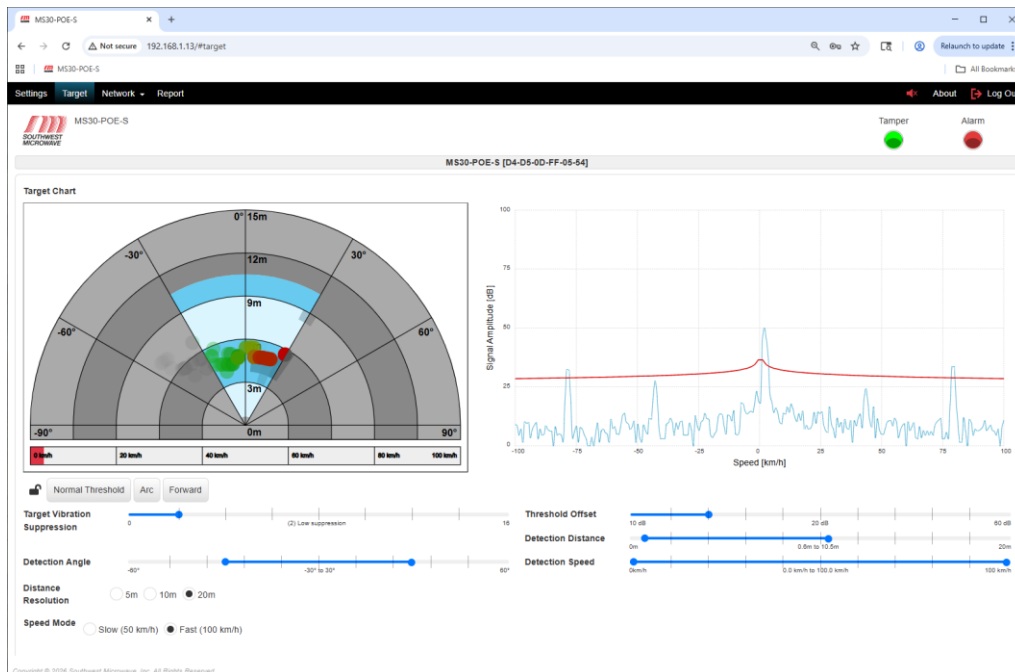 MS30-POE-S
Not secure 192.168.1.13/#target
Relaunch to update
MS30-POE-S
All Bookmarks
Settings Target Network Report
About Log Ou
SOUTHWEST
MICROWAVE
MS30-POE-S
Tamper Alarm
MS30-POE-S [D4-D5-0D-FF-05-54]
Target Chart
0° 15m
-30° 30°
12m
9m
-60° 60°
3m
-90° 0m 90°
0 km/h 20 km/h 40 km/h 60 km/h 80 km/h 100 km/h
100
75
50
25
0
Signal Amplitude [dB]
-100 -75 -50 -25 0 25 50 75 100
Speed [km/h]
Normal Threshold Arc Forward
Target Vibration
Suppression
0 (2) Low suppression 16
Threshold Offset
10 dB 20 dB 60 dB
Detection Distance
0m 0.6m to 10.5m 20m
Detection Angle
-60° -30° to 30° 60°
Detection Speed
0km/h 0.0 km/h to 100.0 km/h 100 km/h
Distance
Resolution
5m 10m 20m
Speed Mode
Slow (50 km/h) Fast (100 km/h)
Southwest Microwave, Inc. All Rights Reserved